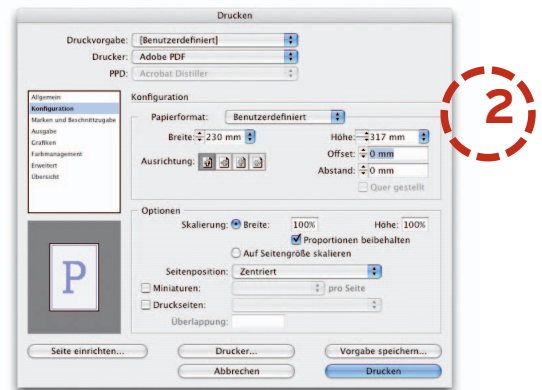 Drucken
Druckvorgabe: [Benutzerdefiniert]
Drucker: Adobe PDF
PPD: Acrobat Distiller
Allgemein
Konfiguration
Marken und Beschnittzugabe
Ausgabe
Grafiken
Farbmanagement
Erweitert
Übersicht
P
Konfiguration
Papierformat: Benutzerdefiniert
Breite: 230 mm Höhe: 317 mm
Ausrichtung: Offset: 0 mm
Abstand: 0 mm
Quer gestellt
Optionen
Skalierung: Breite: 100% Höhe: 100%
Proportionen beibehalten
Auf Seitengröße skalieren
Seitenposition: Zentriert
Miniaturen: pro Seite
Druckseiten:
Überlappung:
Seite einrichten... Drucker... Vorgabe speichern...
Abbrechen Drucken
2